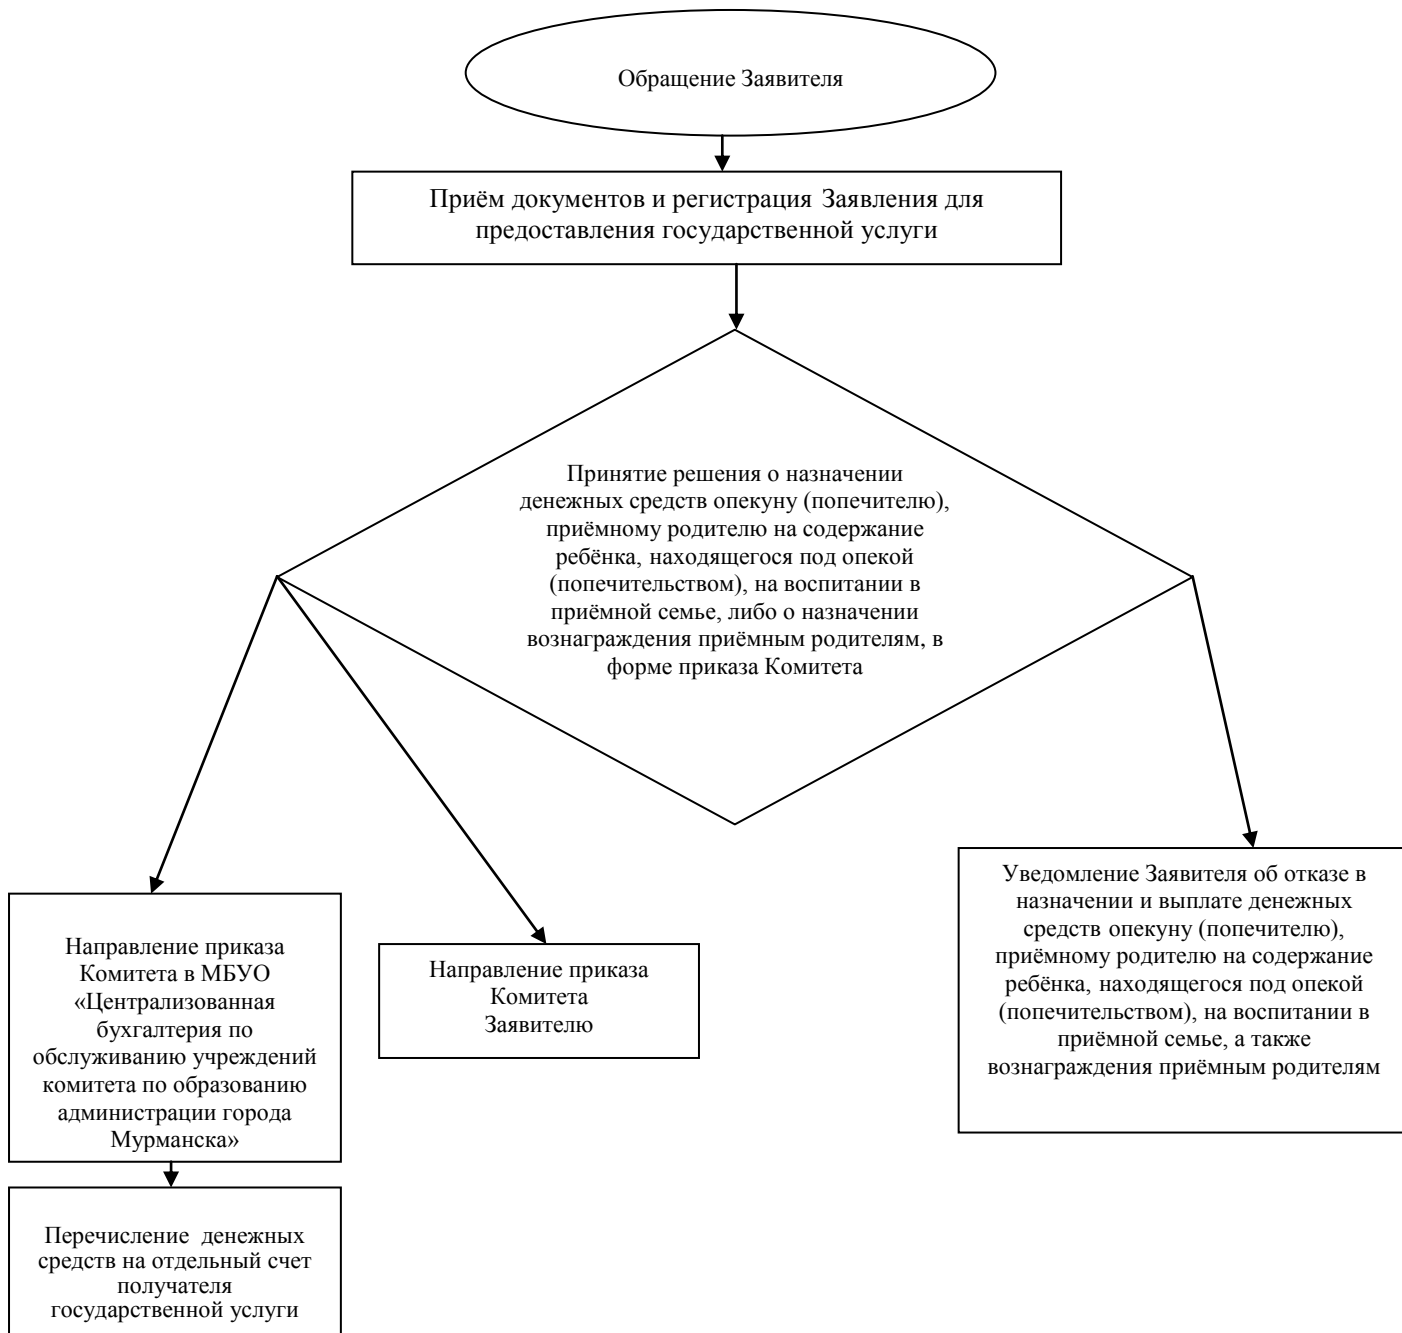 Обращение Заявителя
Приём документов и регистрация Заявления для
предоставления государственной услуги
Принятие решения о назначении
денежных средств опекуну (попечителю),
приёмному родителю на содержание
ребёнка, находящегося под опекой
(попечительством), на воспитании в
приёмной семье, либо о назначении
вознаграждения приёмным родителям, в
форме приказа Комитета
Направление приказа
Комитета в МБУО
«Централизованная
бухгалтерия по
обслуживанию учреждений
комитета по образованию
администрации города
Мурманска»
Направление приказа
Комитета
Заявителю
Уведомление Заявителя об отказе в
назначении и выплате денежных
средств опекуну (попечителю),
приёмному родителю на содержание
ребёнка, находящегося под опекой
(попечительством), на воспитании в
приёмной семье, а также
вознаграждения приёмным родителям
Перечисление денежных
средств на отдельный счет
получателя
государственной услуги